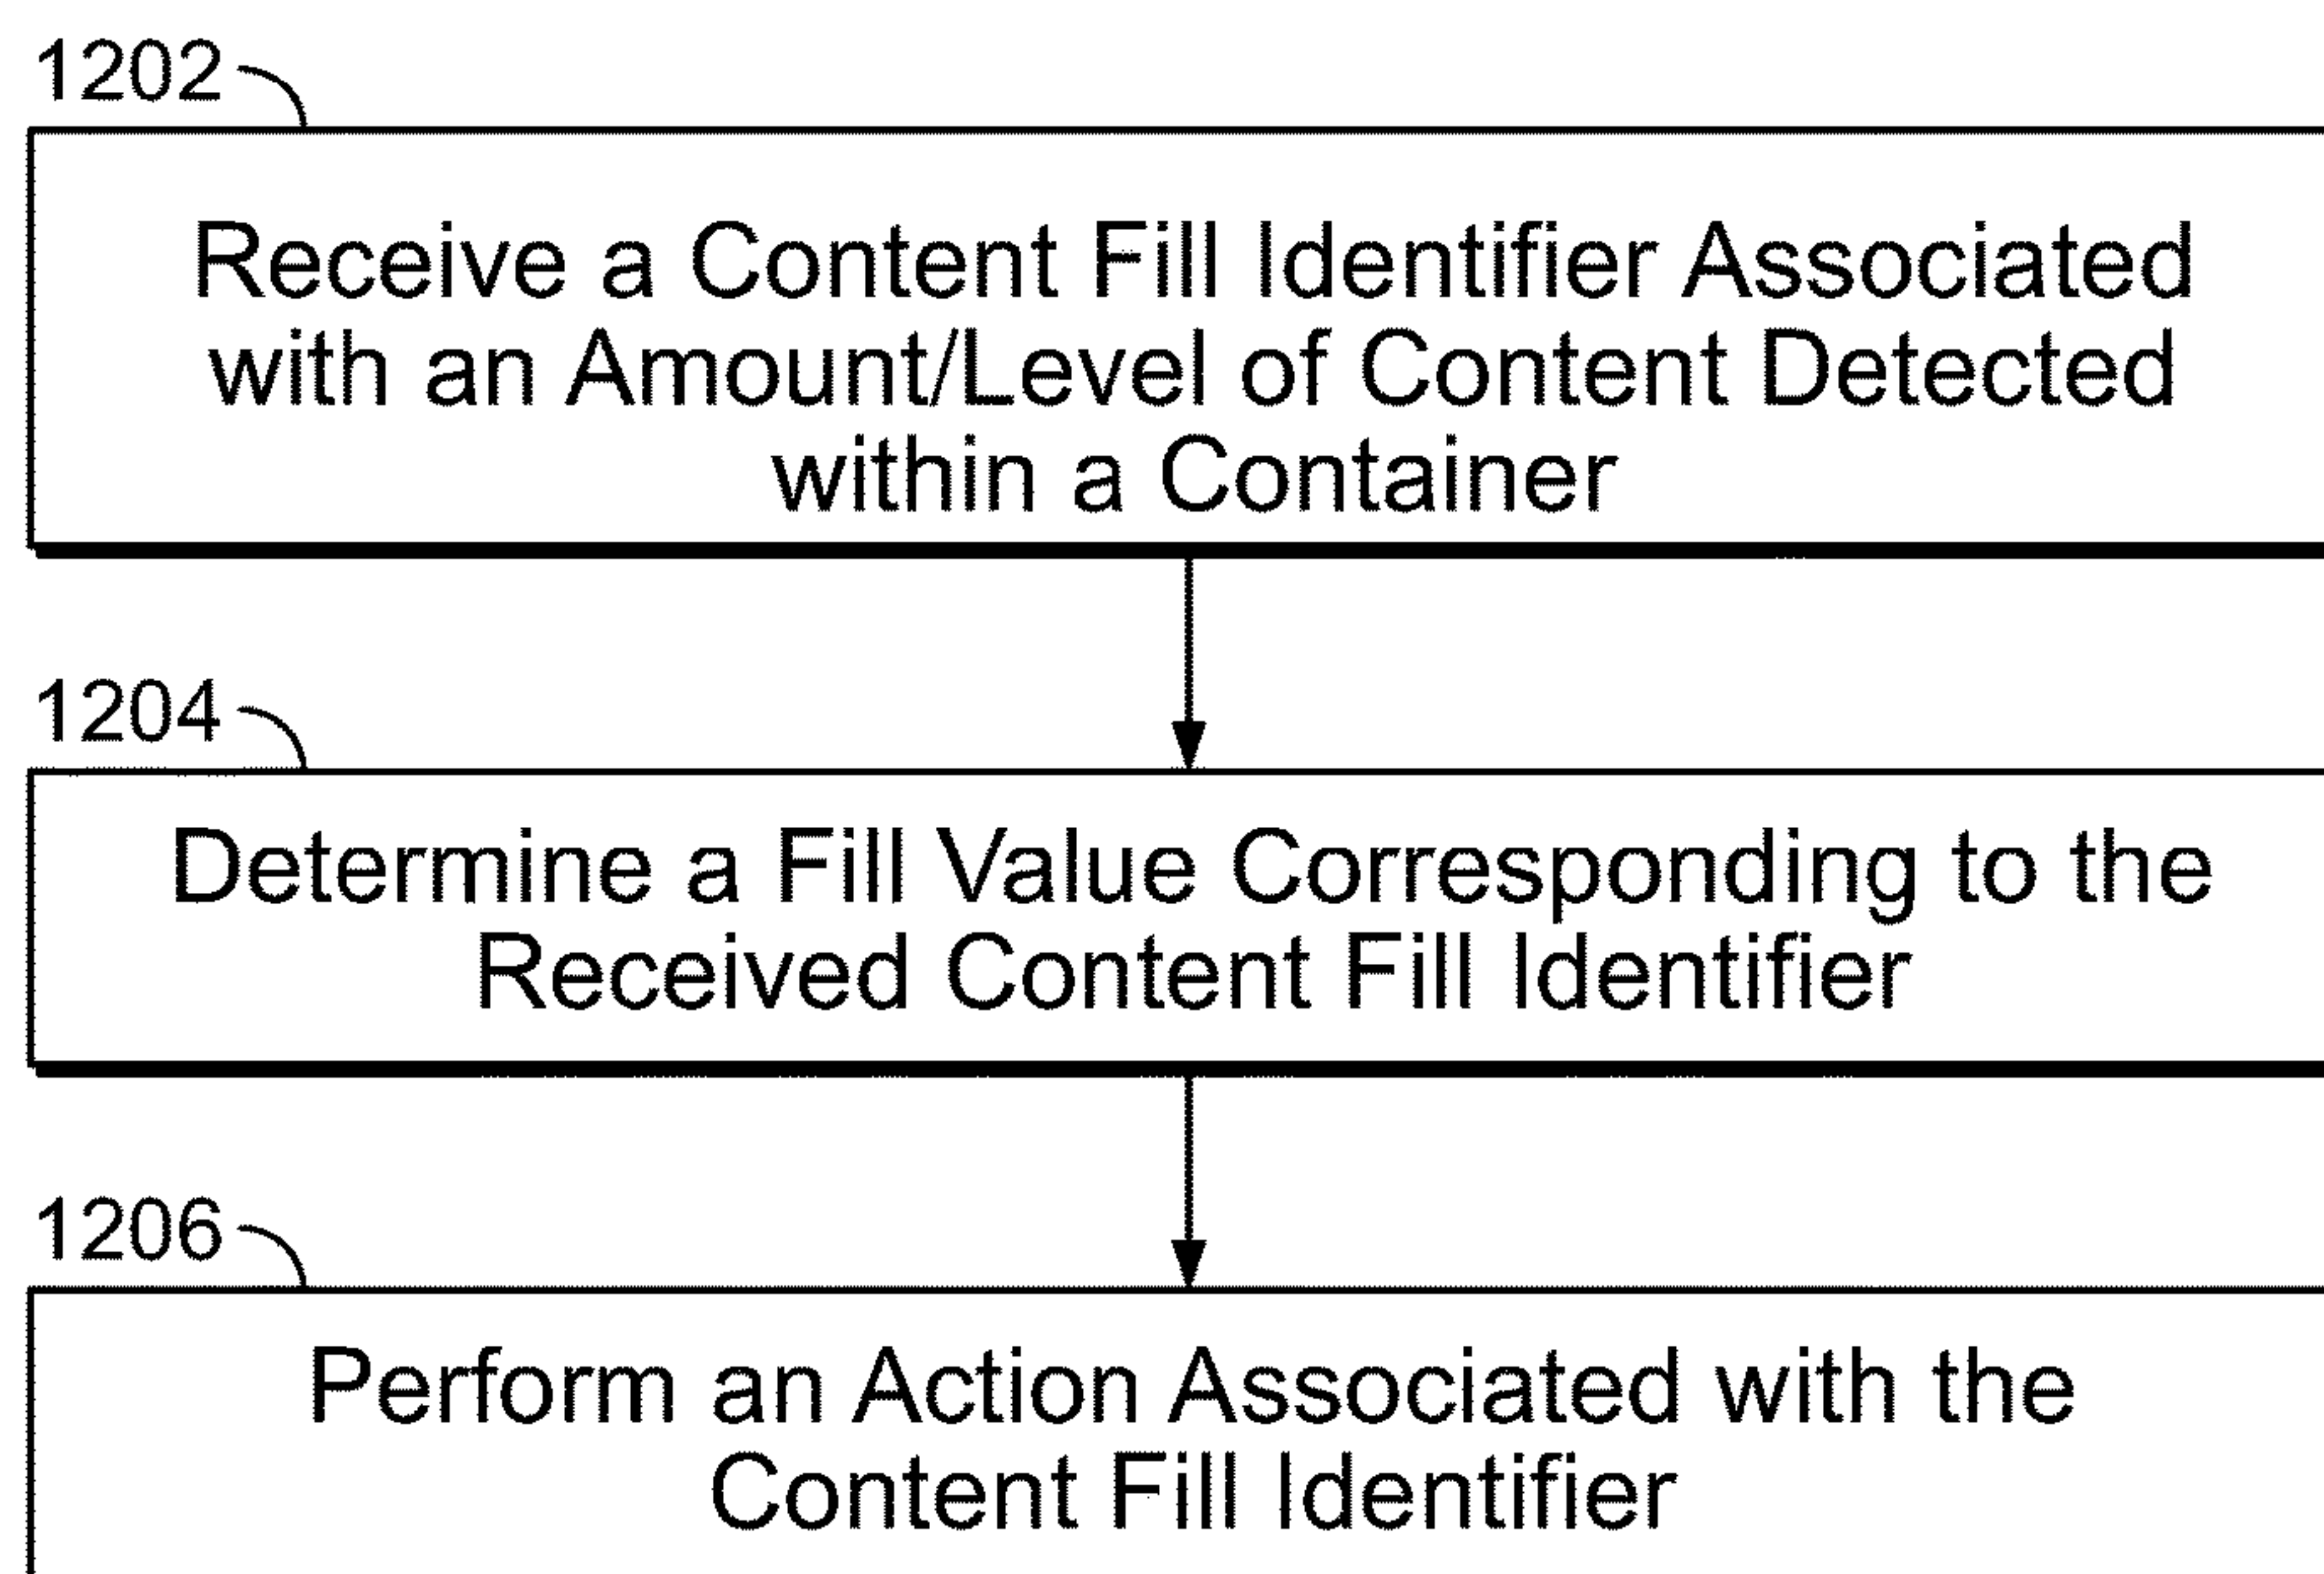 1202
Receive a Content Fill Identifier Associated
with an Amount/Level of Content Detected
within a Container
1204
Determine a Fill Value Corresponding to the
Received Content Fill Identifier
1206
Perform an Action Associated with the
Content Fill Identifier